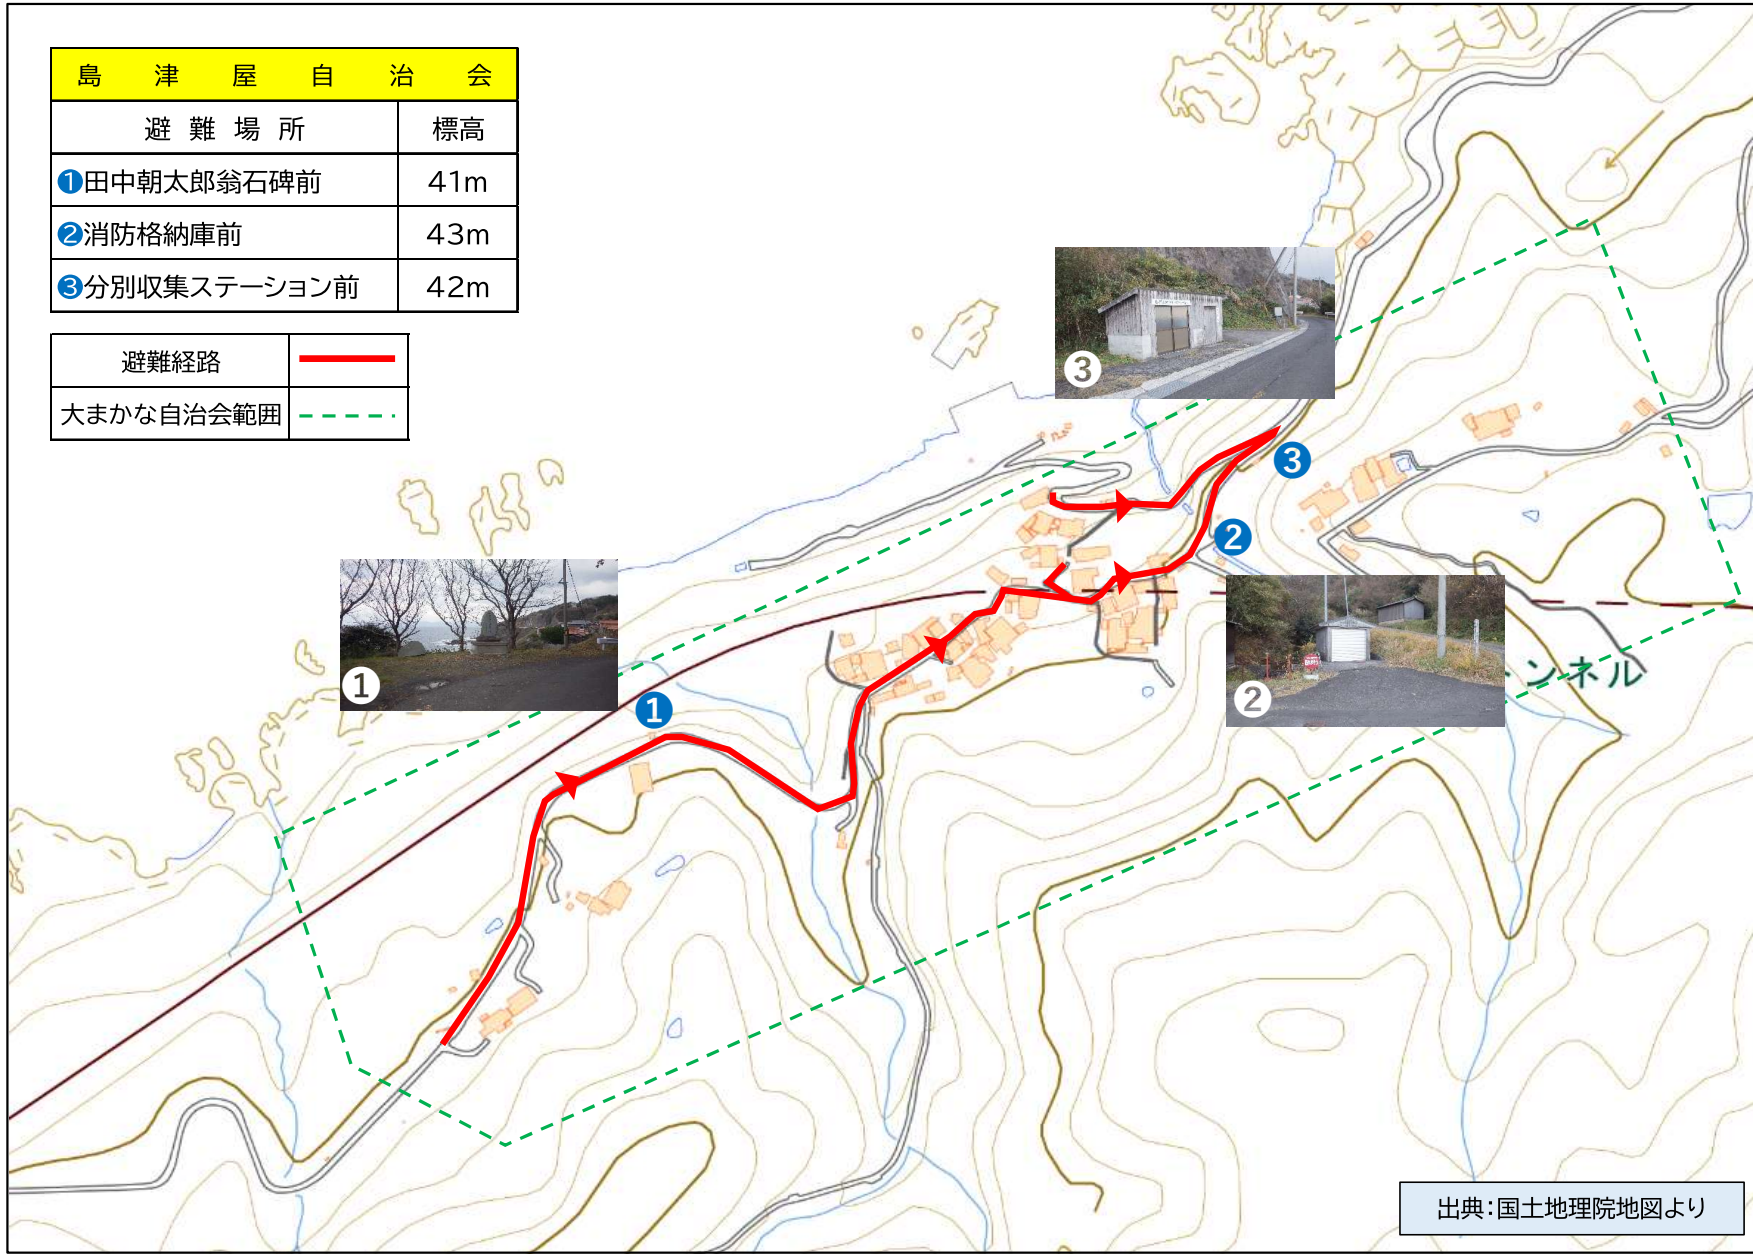 島津屋自治会
避難場所 標高
❶田中朝太郎翁石碑前 41m
❷消防格納庫前 43m
❸分別収集ステーション前 42m
避難経路
大まかな自治会範囲
③
❸
❷
①
❶
②
ンネル
出典：国土地理院地図より